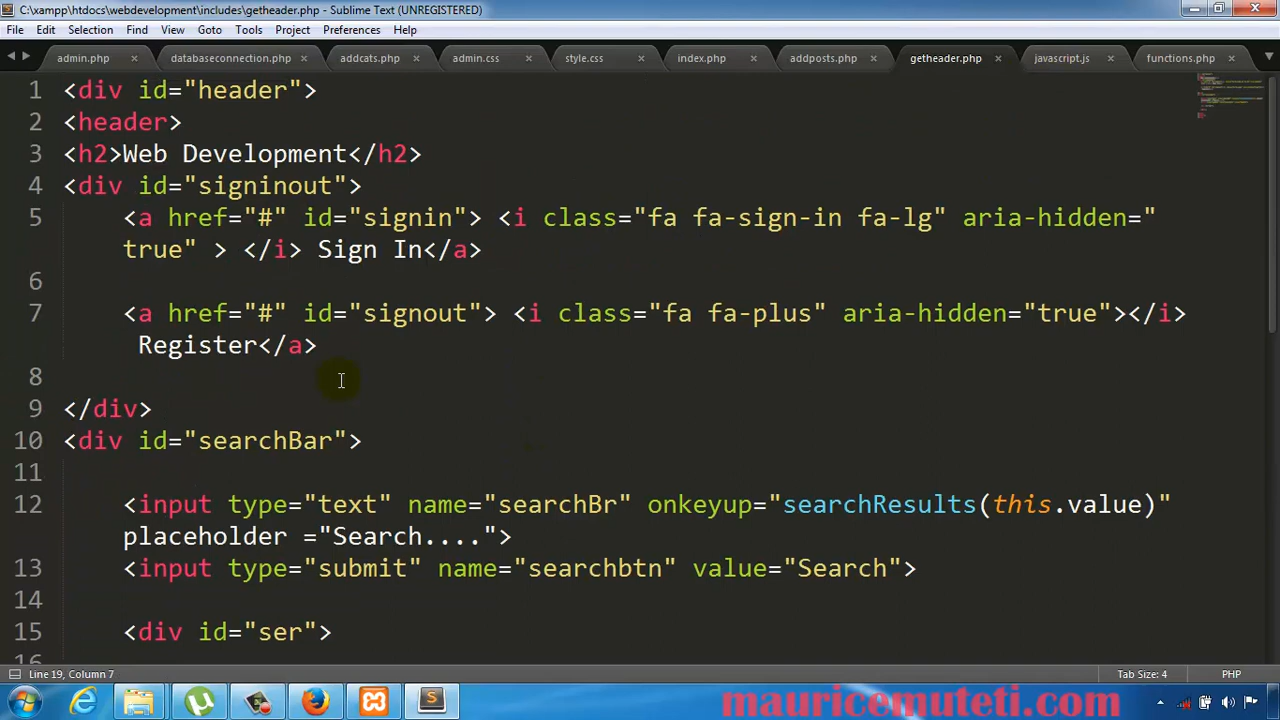 C:\xampp\htdocs\webdevelopment\includes\getheader.php - Sublime Text (UNREGISTERED)
File Edit Selection Find View Goto Tools Project Preferences Help
admin.php × databaseconnection.php × addcats.php × admin.css × style.css × index.php × addposts.php × getheader.php × javascript.js × functions.php ×
1 <div id="header">
2 <header>
3 <h2>Web Development</h2>
4 <div id="signinout">
5 <a href="#" id="signin"> <i class="fa fa-sign-in fa-lg" aria-hidden="
true" > </i> Sign In</a>
6
7 <a href="#" id="signout"> <i class="fa fa-plus" aria-hidden="true"></i>
Register</a>
8
9 </div>
10 <div id="searchBar">
11
12 <input type="text" name="searchBr" onkeyup="searchResults(this.value)"
placeholder ="Search....">
13 <input type="submit" name="searchbtn" value="Search">
14
15 <div id="ser">
16
Line 19, Column 7 Tab Size: 4 PHP
mauricemuteti.com